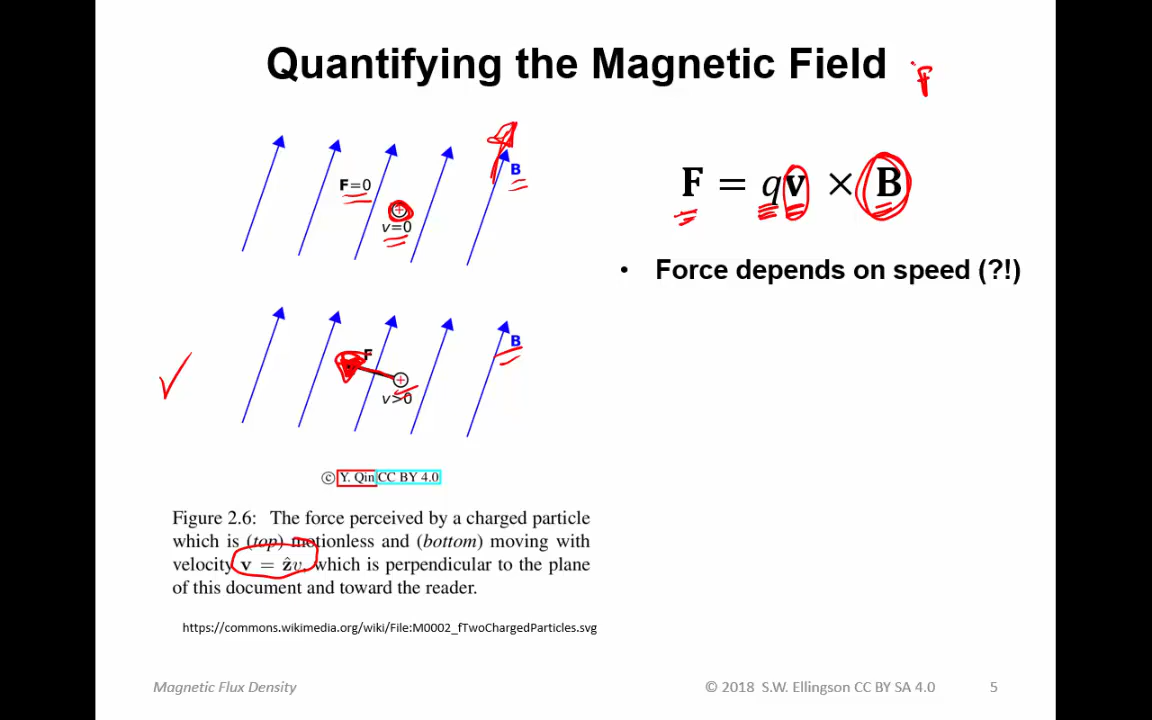 Quantifying the Magnetic Field
F
B
F=0
v=0
F = qv × B
• Force depends on speed (?!)
B
F
v>0
© Y. Qin CC BY 4.0
Figure 2.6: The force perceived by a charged particle
which is (top) motionless and (bottom) moving with
velocity v = ẑv, which is perpendicular to the plane
of this document and toward the reader.
https://commons.wikimedia.org/wiki/File:M0002_fTwoChargedParticles.svg
Magnetic Flux Density
© 2018 S.W. Ellingson CC BY SA 4.0
5